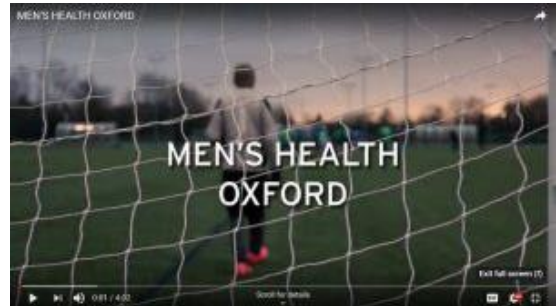 MEN'S HEALTH OXFORD
MEN'S HEALTH
OXFORD
Exit full screen (f)
0:01 / 4:02
Scroll for details